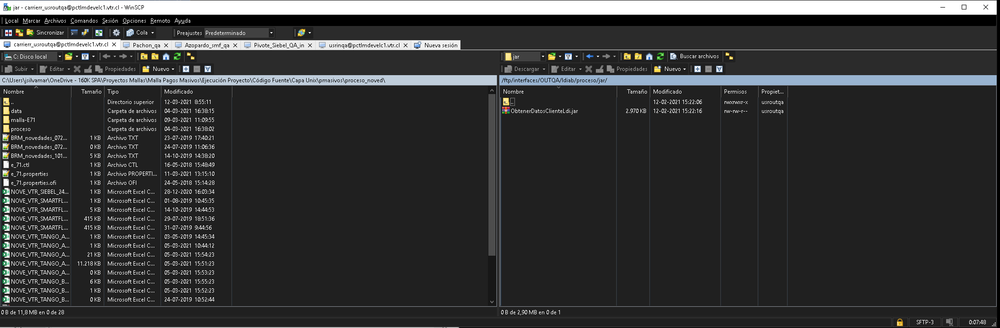 jar - carrierr_usroutqa@pctlmdevelc1.vtr.cl - WinSCP
Local Marcar Archivos Comandos Sesión Opciones Remoto Ayuda
Sincronizar Cola Preajustes Predeterminado
carrierr_usroutqa@pctlmdevelc1.vtr.cl Pachon_qa Azopardo_smf_qa Pivote_Siebel_QA_in usrinqa@pctlmdevelc1.vtr.cl Nueva sesión
C: Disco local
Subir Editar Propiedades Nuevo
C:\Users\jsilvamar\OneDrive - 160K SPA\Proyectos Mallas\Malla Pagos Masivos\Ejecución Proyecto\Código Fuente\Capa Unix\pmasivos\proceso_noved\
Nombre Tamaño Tipo Modificado
.. Directorio superior 12-03-2021 8:55:11
data Carpeta de archivos 04-03-2021 16:38:15
malla-E71 Carpeta de archivos 09-03-2021 11:09:55
proceso Carpeta de archivos 04-03-2021 16:38:02
BRM_novedades_072... 1 KB Archivo TXT 23-07-2019 17:40:21
BRM_novedades_072... 0 KB Archivo TXT 24-07-2019 11:06:36
BRM_novedades_101... 5 KB Archivo TXT 14-10-2019 14:38:20
e_71.ctl 1 KB Archivo CTL 16-05-2018 15:48:49
e_71.properties 1 KB Archivo PROPERTI... 11-03-2021 13:15:10
e_71.properties.ofi 1 KB Archivo OFI 24-05-2018 15:14:28
NOVE_VTR_SIEBEL_24... 1 KB Microsoft Excel C... 28-12-2020 16:03:34
NOVE_VTR_SMARTFL... 1 KB Microsoft Excel C... 01-08-2019 10:45:35
NOVE_VTR_SMARTFL... 5 KB Microsoft Excel C... 14-10-2019 14:44:53
NOVE_VTR_SMARTFL... 415 KB Microsoft Excel C... 29-07-2019 18:51:36
NOVE_VTR_SMARTFL... 415 KB Microsoft Excel C... 31-07-2019 9:44:56
NOVE_VTR_TANGO_A... 1 KB Microsoft Excel C... 03-05-2019 14:45:34
NOVE_VTR_TANGO_A... 1 KB Microsoft Excel C... 05-03-2021 10:44:12
NOVE_VTR_TANGO_A... 21 KB Microsoft Excel C... 05-03-2021 15:54:23
NOVE_VTR_TANGO_A... 11.218 KB Microsoft Excel C... 05-03-2021 15:51:23
NOVE_VTR_TANGO_A... 0 KB Microsoft Excel C... 05-03-2021 15:53:23
NOVE_VTR_TANGO_B... 6 KB Microsoft Excel C... 05-03-2021 15:55:23
NOVE_VTR_TANGO_B... 1 KB Microsoft Excel C... 05-03-2021 15:52:23
NOVE_VTR_TANGO_B... 0 KB Microsoft Excel C... 24-07-2019 10:52:44
0 B de 11,8 MB en 0 de 28
jar Buscar archivos
Descargar Editar Propiedades Nuevo
/ftp/interfaces/OUTQA/ldiab/proceso/jar/
Nombre Tamaño Modificado Permisos Propiet...
.. 12-02-2021 15:22:06 rwxrwxr-x usroutqa
ObtenerDatosClienteLdi.jar 2.970 KB 12-02-2021 15:22:16 rw-rw-r-- usroutqa
0 B de 2,90 MB en 0 de 1
SFTP-3 0:07:48